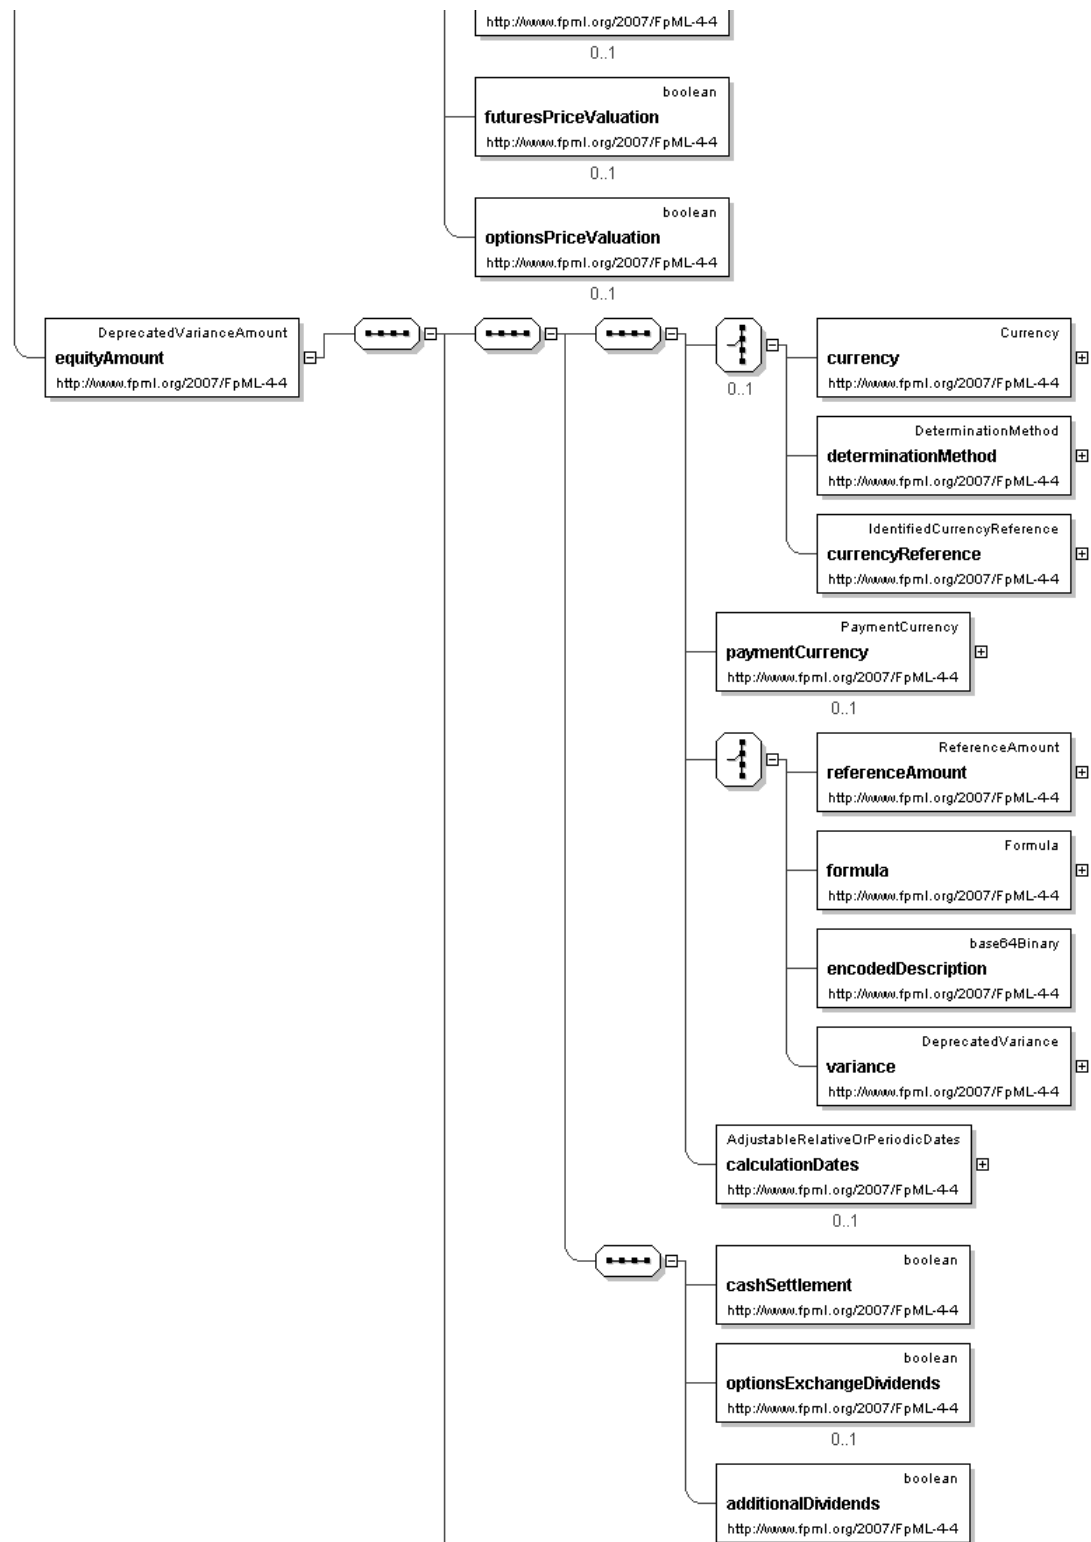 http://www.fpml.org/2007/FpML-4-4
0..1
boolean
futuresPriceValuation
http://www.fpml.org/2007/FpML-4-4
0..1
boolean
optionsPriceValuation
http://www.fpml.org/2007/FpML-4-4
0..1
DeprecatedVarianceAmount
equityAmount
http://www.fpml.org/2007/FpML-4-4
0..1
Currency
currency
http://www.fpml.org/2007/FpML-4-4
DeterminationMethod
determinationMethod
http://www.fpml.org/2007/FpML-4-4
IdentifiedCurrencyReference
currencyReference
http://www.fpml.org/2007/FpML-4-4
PaymentCurrency
paymentCurrency
http://www.fpml.org/2007/FpML-4-4
0..1
ReferenceAmount
referenceAmount
http://www.fpml.org/2007/FpML-4-4
Formula
formula
http://www.fpml.org/2007/FpML-4-4
base64Binary
encodedDescription
http://www.fpml.org/2007/FpML-4-4
DeprecatedVariance
variance
http://www.fpml.org/2007/FpML-4-4
AdjustableRelativeOrPeriodicDates
calculationDates
http://www.fpml.org/2007/FpML-4-4
0..1
boolean
cashSettlement
http://www.fpml.org/2007/FpML-4-4
boolean
optionsExchangeDividends
http://www.fpml.org/2007/FpML-4-4
0..1
boolean
additionalDividends
http://www.fpml.org/2007/FpML-4-4